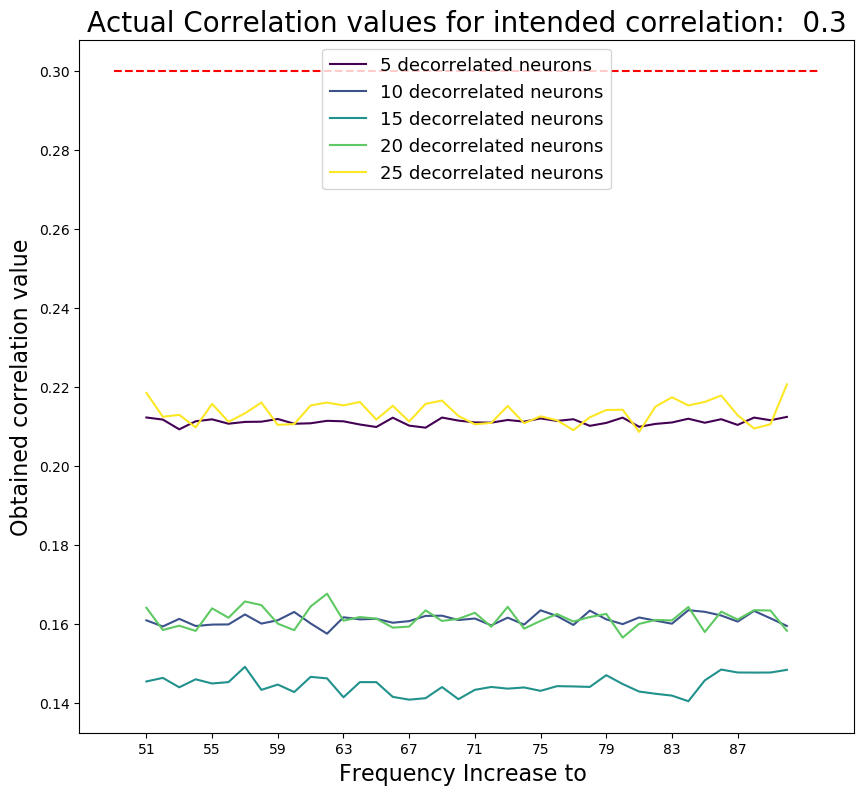 Actual Correlation values for intended correlation:  0.3
5 decorrelated neurons
10 decorrelated neurons
15 decorrelated neurons
20 decorrelated neurons
25 decorrelated neurons
Obtained correlation value
0.30
0.28
0.26
0.24
0.22
0.20
0.18
0.16
0.14
51 55 59 63 67 71 75 79 83 87
Frequency Increase to